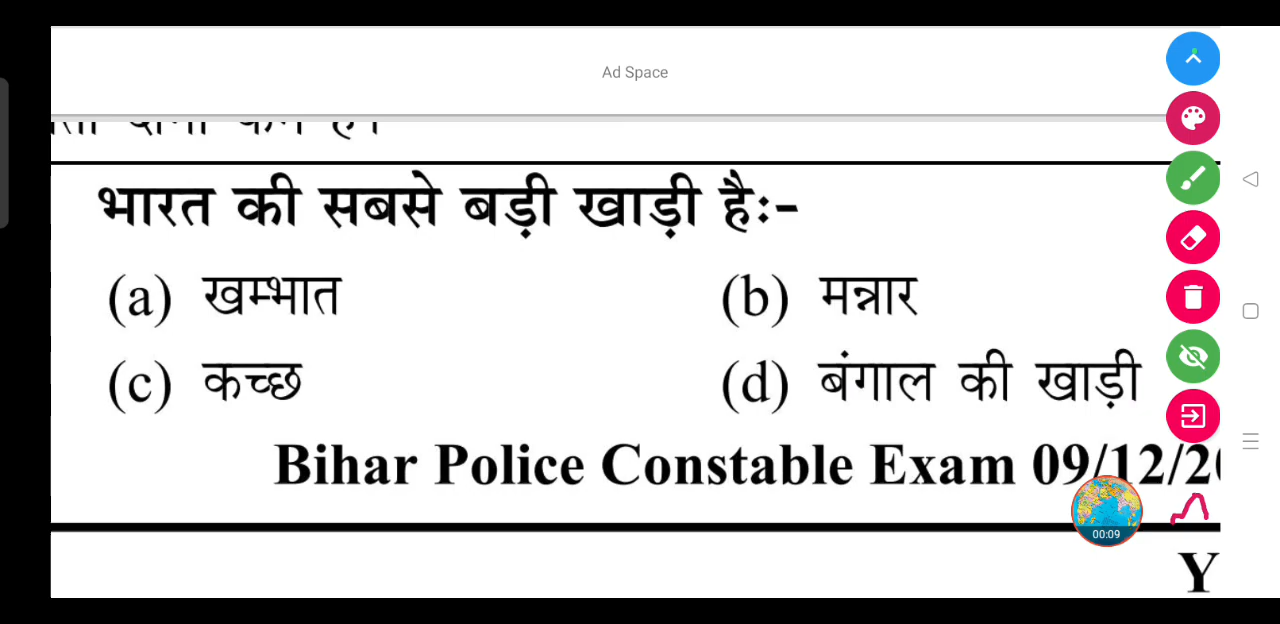 Ad Space
भारत की सबसे बड़ी खाड़ी हैः-
(a) खम्भात (b) मन्नार
(c) कच्छ (d) बंगाल की खाड़ी
Bihar Police Constable Exam 09/12/2
00:09
Y